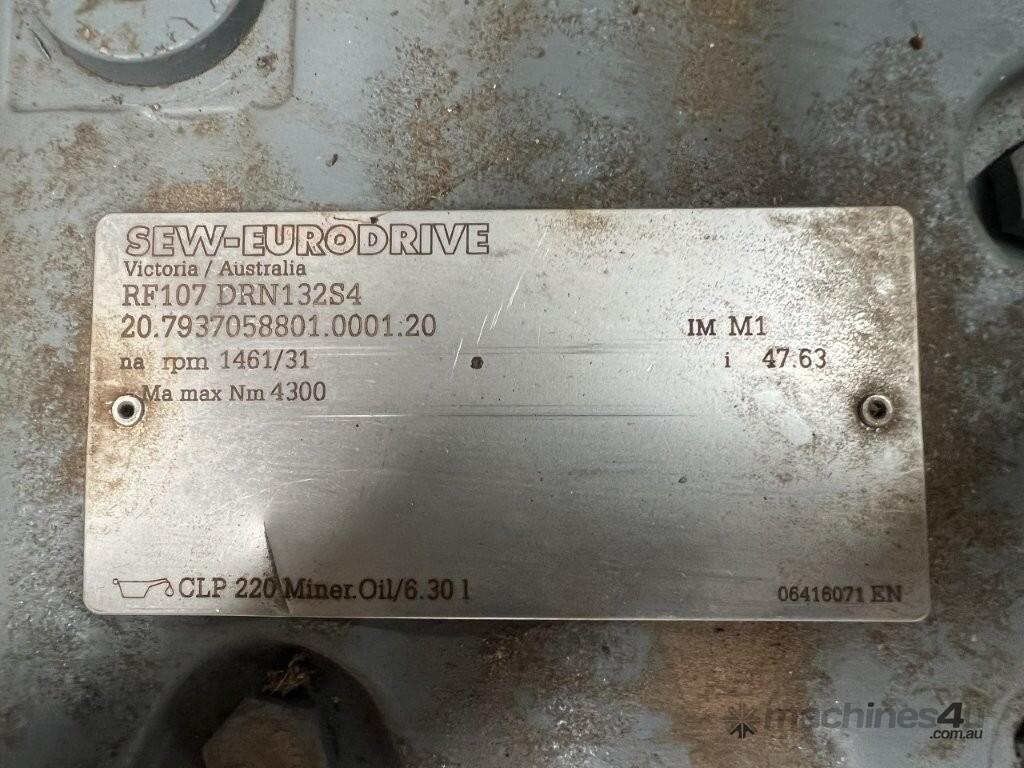 SEW-EURODRIVE
Victoria / Australia
RF107 DRN132S4
20.7937058801.0001.20 IM M1
na rpm 1461/31 i 47.63
Ma max Nm 4300
CLP 220 Miner.Oil/6.30 l 06416071 EN
machines4u
.com.au